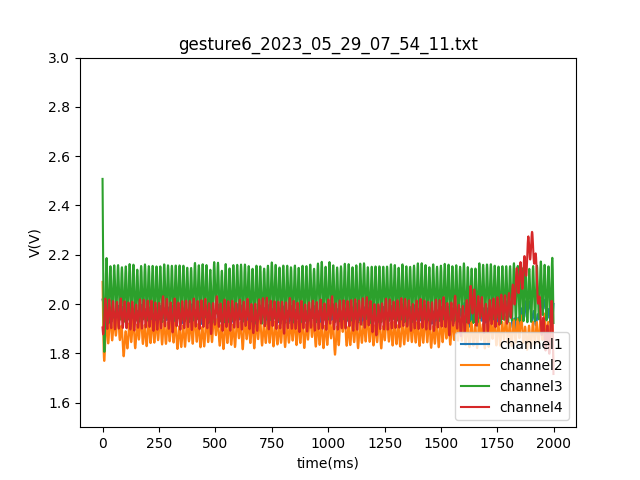 gesture6_2023_05_29_07_54_11.txt
3.0
2.8
2.6
2.4
2.2
2.0
1.8
1.6
V(V)
channel1
channel2
channel3
channel4
0 250 500 750 1000 1250 1500 1750 2000
time(ms)